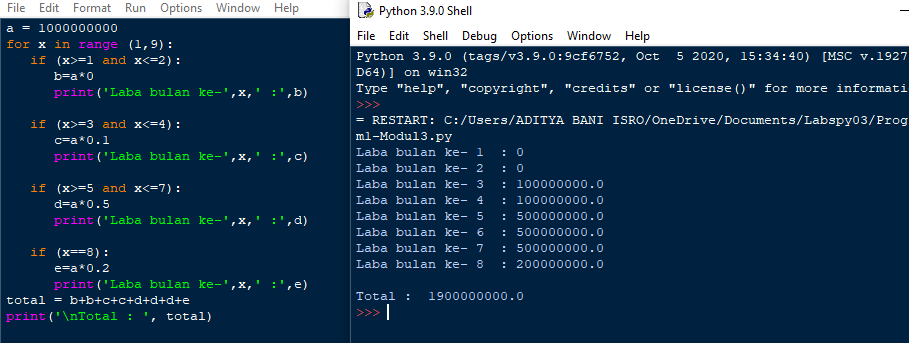 File Edit Format Run Options Window Help
a = 1000000000
for x in range (1,9):
   if (x>=1 and x<=2):
      b=a*0
      print('Laba bulan ke-',x,' :',b)

   if (x>=3 and x<=4):
      c=a*0.1
      print('Laba bulan ke-',x,' :',c)

   if (x>=5 and x<=7):
      d=a*0.5
      print('Laba bulan ke-',x,' :',d)

   if (x==8):
      e=a*0.2
      print('Laba bulan ke-',x,' :',e)
total = b+b+c+c+d+d+d+e
print('\nTotal : ', total)
Python 3.9.0 Shell
File Edit Shell Debug Options Window Help
Python 3.9.0 (tags/v3.9.0:9cf6752, Oct  5 2020, 15:34:40) [MSC v.1927
D64)] on win32
Type "help", "copyright", "credits" or "license()" for more informati
>>>
= RESTART: C:/Users/ADITYA BANI ISRO/OneDrive/Documents/Labspy03/Prog
ml-Modul3.py
Laba bulan ke- 1  : 0
Laba bulan ke- 2  : 0
Laba bulan ke- 3  : 100000000.0
Laba bulan ke- 4  : 100000000.0
Laba bulan ke- 5  : 500000000.0
Laba bulan ke- 6  : 500000000.0
Laba bulan ke- 7  : 500000000.0
Laba bulan ke- 8  : 200000000.0

Total :  1900000000.0
>>>